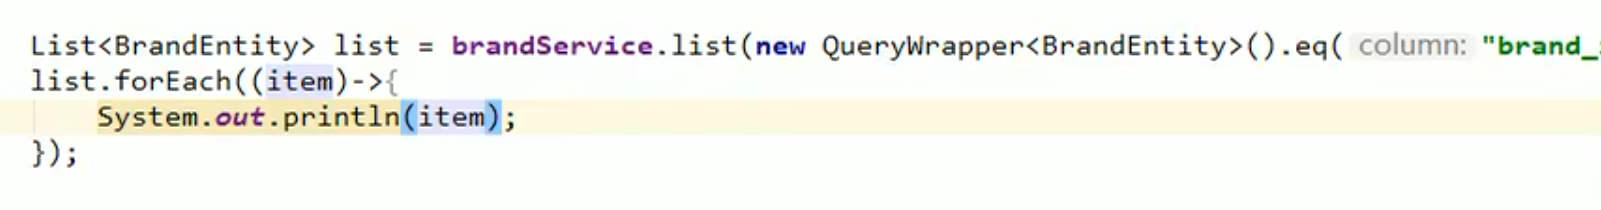 List<BrandEntity> list = brandService.list(new QueryWrapper<BrandEntity>().eq( column: "brand_
list.forEach((item)->{
    System.out.println(item);
});